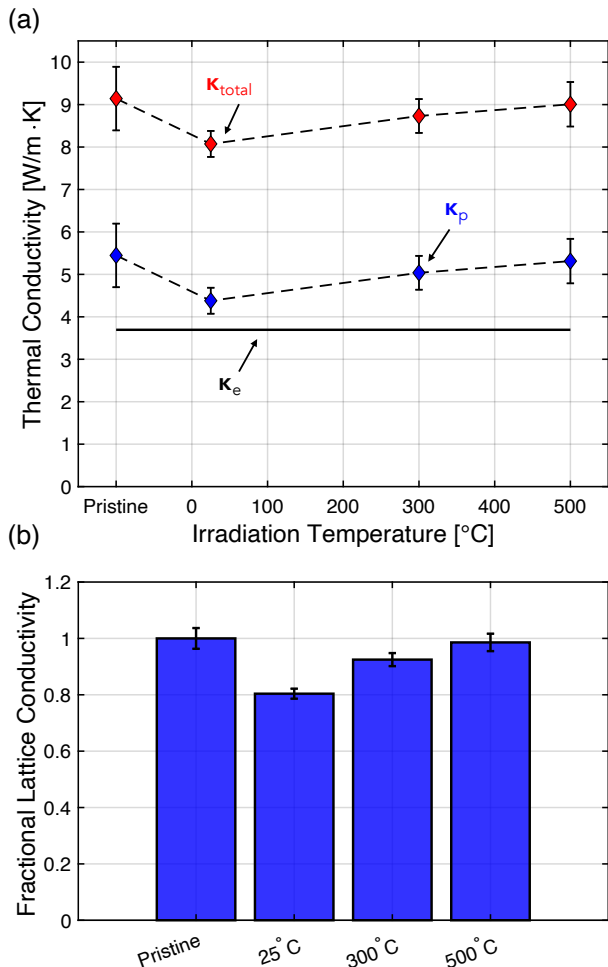 (a)
10
9
8
7
6
5
4
3
2
1
0
Thermal Conductivity [W/m·K]
κtotal
κp
κe
Pristine 0 100 200 300 400 500
Irradiation Temperature [°C]
(b)
1.2
1
0.8
0.6
0.4
0.2
0
Fractional Lattice Conductivity
Pristine 25°C 300°C 500°C